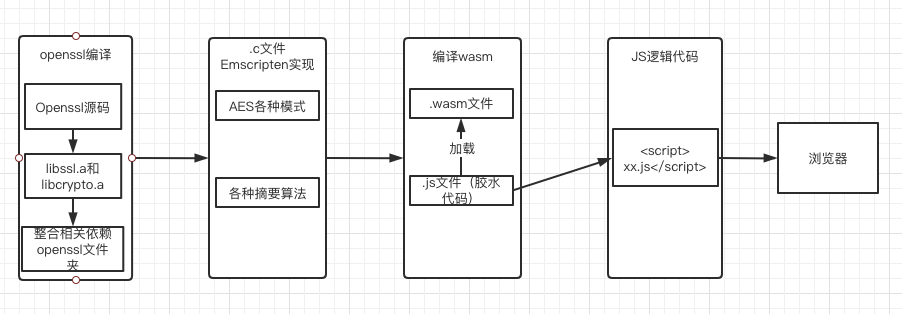 openssl编译
Openssl源码
libssl.a和
libcrypto.a
整合相关依赖
openssl文件
夹
.c文件
Emscripten实现
AES各种模式
各种摘要算法
编译wasm
.wasm文件
加载
.js文件（胶水
代码）
JS逻辑代码
<script>
xx.js</script>
浏览器